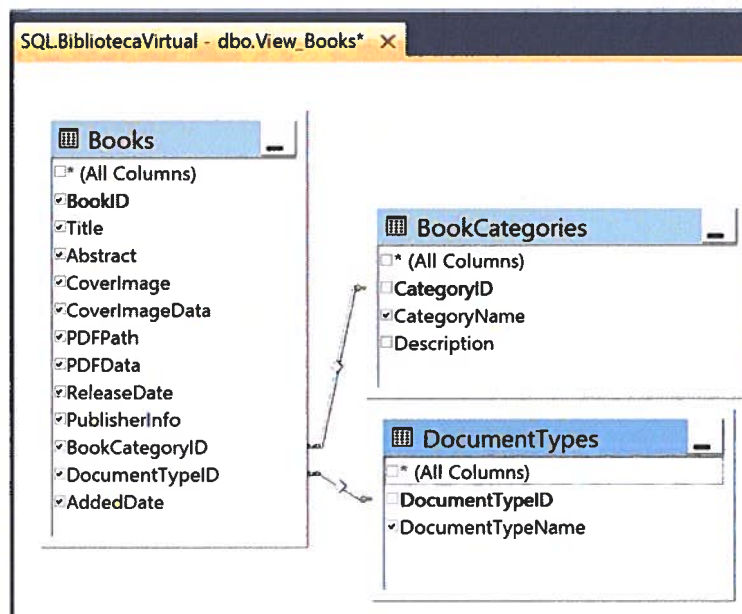 SQL.BibliotecaVirtual - dbo.View_Books*
Books
* (All Columns)
BookID
Title
Abstract
CoverImage
CoverImageData
PDFPath
PDFData
ReleaseDate
PublisherInfo
BookCategoryID
DocumentTypeID
AddedDate
BookCategories
* (All Columns)
CategoryID
CategoryName
Description
DocumentTypes
* (All Columns)
DocumentTypeID
DocumentTypeName